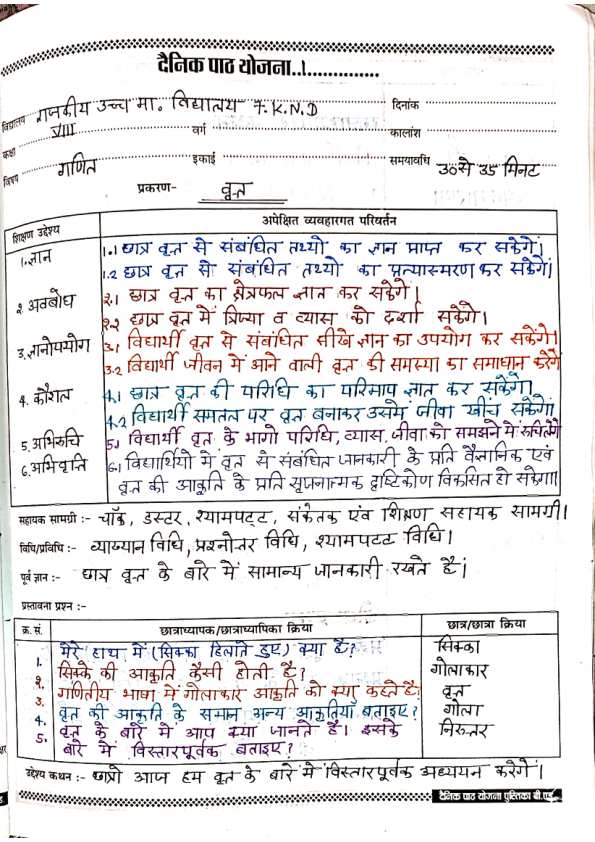 दैनिक पाठ योजना..1..............
विद्यालय राजकीय उच्च मा. विद्यालय F.K.N.D दिनांक
कक्षा VIII वर्ग कालांश
विषय गणित इकाई समयावधि 30 से 35 मिनट
प्रकरण- वृत्त
शिक्षण उद्देश्य अपेक्षित व्यवहारगत परिवर्तन
1. ज्ञान 1.1 छात्र वृत्त से संबंधित तथ्यो का ज्ञान प्राप्त कर सकेंगे।
1.2 छात्र वृत्त से संबंधित तथ्यो का प्रत्यास्मरण कर सकेंगे।
2 अवबोध 2.1 छात्र वृत्त का क्षेत्रफल ज्ञात कर सकेंगे।
2.2 छात्र वृत्त में त्रिज्या व व्यास को दर्शा सकेंगे।
3. ज्ञानोपयोग 3.1 विद्यार्थी वृत्त से संबंधित सीखे ज्ञान का उपयोग कर सकेंगे।
3.2 विद्यार्थी जीवन में आने वाली वृत्त की समस्या का समाधान करेंगे
4. कौशल 4.1 छात्र वृत्त की परिधि का परिमाप ज्ञात कर सकेंगे।
4.2 विद्यार्थी समतल पर वृत्त बनाकर उसमें जीवा खींच सकेंगे।
5. अभिरुचि 5.1 विद्यार्थी वृत्त के भागो परिधि, व्यास, जीवा को समझने में रुचि लेंगे
6. अभिवृत्ति 6.1 विद्यार्थियो में वृत्त से संबंधित जानकारी के प्रति वैज्ञानिक एवं
वृत्त की आकृति के प्रति सृजनात्मक दृष्टिकोण विकसित हो सकेगा।
सहायक सामग्री :- चॉक, डस्टर, श्यामपट्ट, संकेतक एवं शिक्षण सहायक सामगी।
विधि/प्रविधि :- व्याख्यान विधि, प्रश्नोतर विधि, श्यामपटट विधि।
पूर्व ज्ञान :- छात्र वृत्त के बारे में सामान्य जानकारी रखते है।
प्रस्तावना प्रश्न :-
क्र. सं. छात्राध्यापक/छात्राध्यापिका क्रिया छात्र/छात्रा क्रिया
1. मेरे हाथ में (सिक्का हिलाते हुए) क्या है? सिक्का
2. सिक्के की आकृति कैसी होती है? गोलाकार
3. गणितीय भाषा में गोलाकार आकृति को क्या कहते है? वृत्त
4. वृत्त की आकृति के समान अन्य आकृतियाँ बताइए? गोला
5. वृत्त के बारे में आप क्या जानते है। इसके निरुत्तर
बारे में विस्तारपूर्वक बताइए?
उद्देश्य कथन :- छात्रो आज हम वृत्त के बारे में विस्तारपूर्वक अध्ययन करेगें।
दैनिक पाठ योजना पुस्तिका बी.एड.